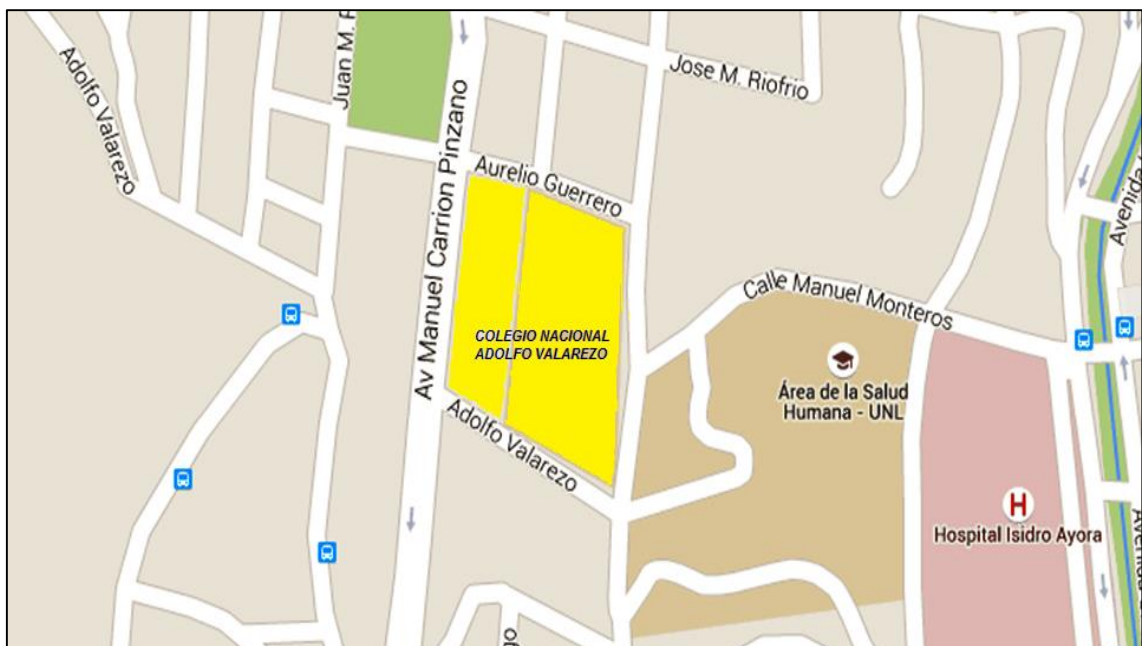 Adolfo Valarezo
Juan M. R
Jose M. Riofrio
Av Manuel Carrion Pinzano
Aurelio Guerrero
Avenida
COLEGIO NACIONAL
ADOLFO VALAREZO
Calle Manuel Monteros
Área de la Salud
Humana - UNL
Adolfo Valarezo
H
Hospital Isidro Ayora